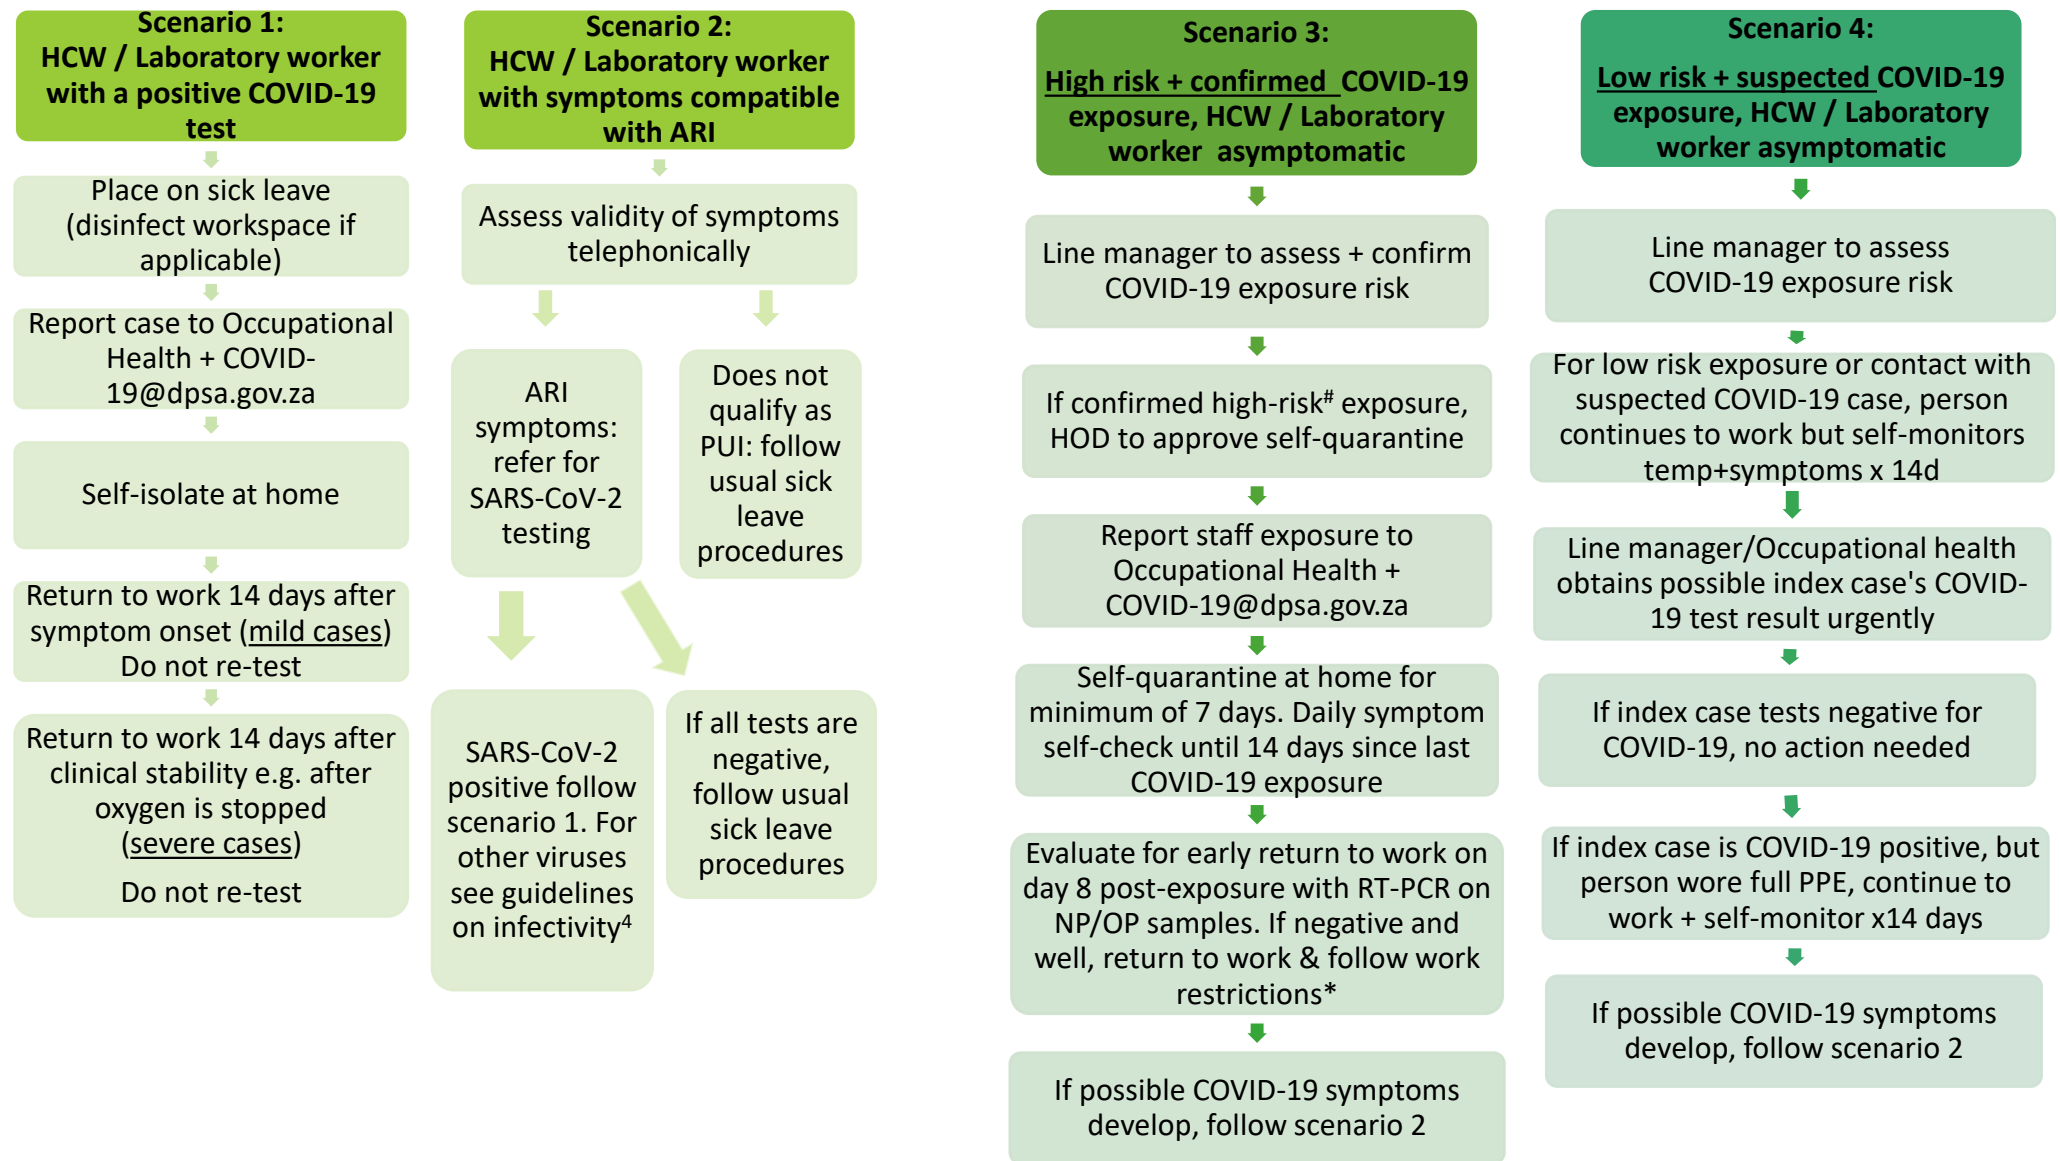 Scenario 1:
HCW / Laboratory worker
with a positive COVID-19
test
Place on sick leave
(disinfect workspace if
applicable)
Report case to Occupational
Health + COVID-
19@dpsa.gov.za
Self-isolate at home
Return to work 14 days after
symptom onset (mild cases)
Do not re-test
Return to work 14 days after
clinical stability e.g. after
oxygen is stopped
(severe cases)
Do not re-test
Scenario 2:
HCW / Laboratory worker
with symptoms compatible
with ARI
Assess validity of symptoms
telephonically
ARI
symptoms:
refer for
SARS-CoV-2
testing
Does not
qualify as
PUI: follow
usual sick
leave
procedures
SARS-CoV-2
positive follow
scenario 1. For
other viruses
see guidelines
on infectivity⁴
If all tests are
negative,
follow usual
sick leave
procedures
Scenario 3:
High risk + confirmed COVID-19
exposure, HCW / Laboratory
worker asymptomatic
Line manager to assess + confirm
COVID-19 exposure risk
If confirmed high-risk# exposure,
HOD to approve self-quarantine
Report staff exposure to
Occupational Health +
COVID-19@dpsa.gov.za
Self-quarantine at home for
minimum of 7 days. Daily symptom
self-check until 14 days since last
COVID-19 exposure
Evaluate for early return to work on
day 8 post-exposure with RT-PCR on
NP/OP samples. If negative and
well, return to work & follow work
restrictions*
If possible COVID-19 symptoms
develop, follow scenario 2
Scenario 4:
Low risk + suspected COVID-19
exposure, HCW / Laboratory
worker asymptomatic
Line manager to assess
COVID-19 exposure risk
For low risk exposure or contact with
suspected COVID-19 case, person
continues to work but self-monitors
temp+symptoms x 14d
Line manager/Occupational health
obtains possible index case's COVID-
19 test result urgently
If index case tests negative for
COVID-19, no action needed
If index case is COVID-19 positive, but
person wore full PPE, continue to
work + self-monitor x14 days
If possible COVID-19 symptoms
develop, follow scenario 2